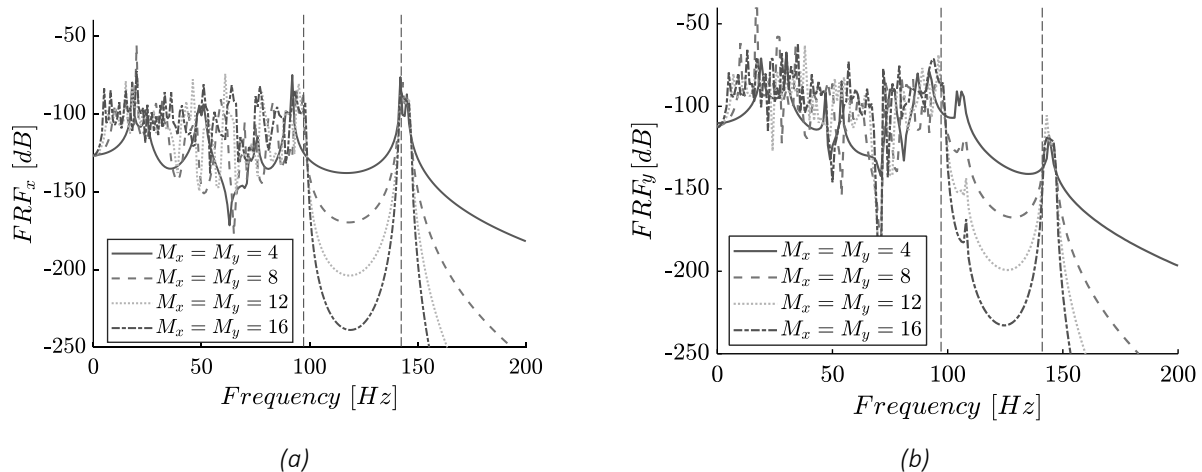 -50
-100
-150
-200
-250
FRF_x [dB]
M_x = M_y = 4
M_x = M_y = 8
M_x = M_y = 12
M_x = M_y = 16
0 50 100 150 200
Frequency [Hz]
(a)
-50
-100
-150
-200
-250
FRF_y [dB]
M_x = M_y = 4
M_x = M_y = 8
M_x = M_y = 12
M_x = M_y = 16
0 50 100 150 200
Frequency [Hz]
(b)